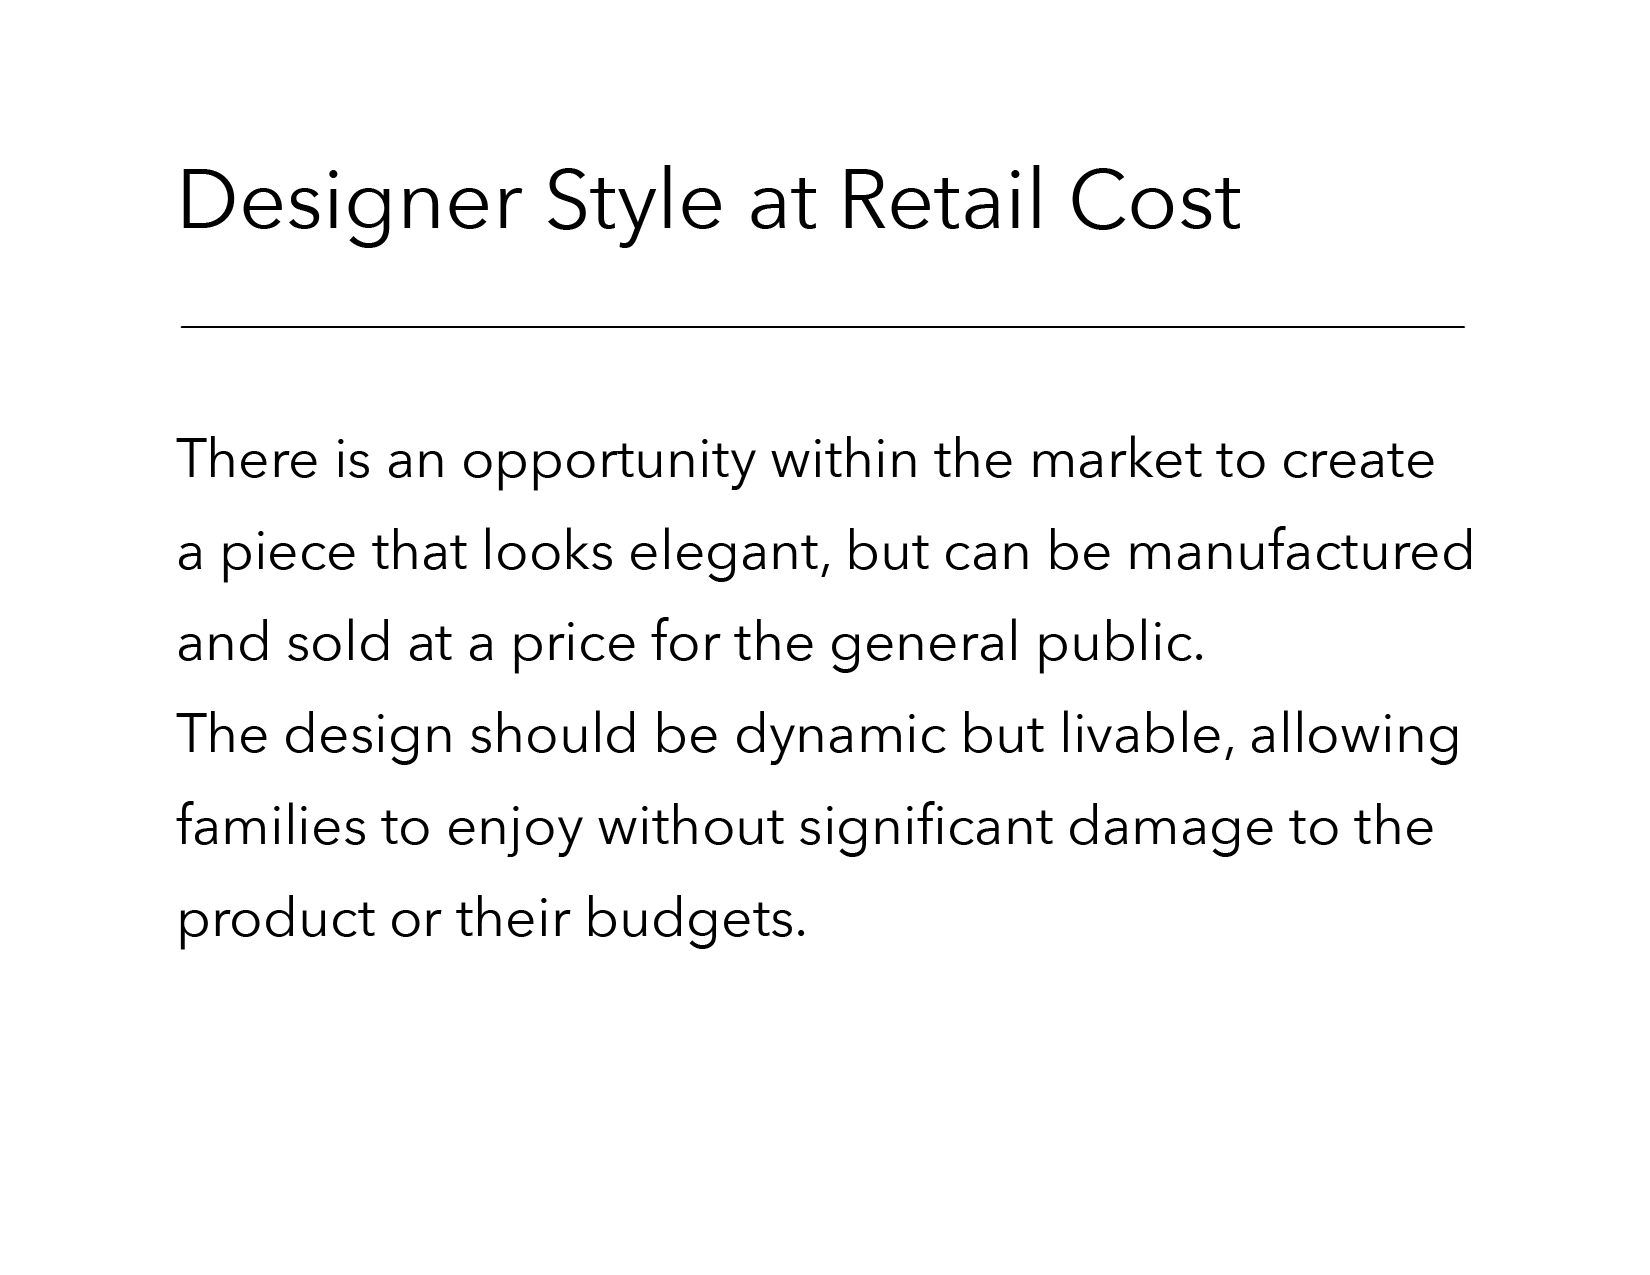 Designer Style at Retail Cost
There is an opportunity within the market to create
a piece that looks elegant, but can be manufactured
and sold at a price for the general public.
The design should be dynamic but livable, allowing
families to enjoy without significant damage to the
product or their budgets.